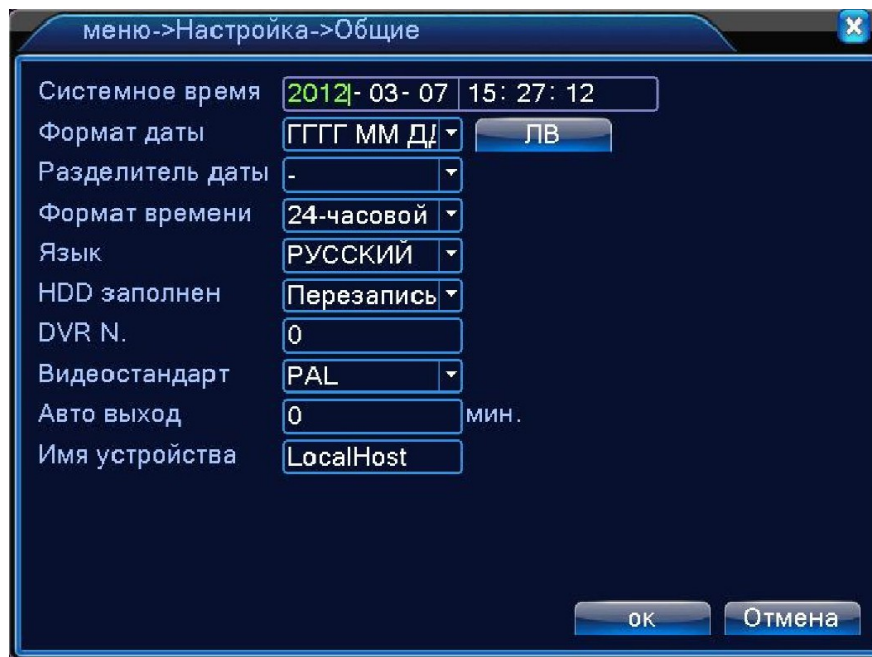 меню->Настройка->Общие
Системное время 2012- 03- 07 15: 27: 12
Формат даты ГГГГ ММ ДД ЛВ
Разделитель даты -
Формат времени 24-часовой
Язык РУССКИЙ
HDD заполнен Перезапись
DVR N. 0
Видеостандарт PAL
Авто выход 0 мин.
Имя устройства LocalHost
ок Отмена